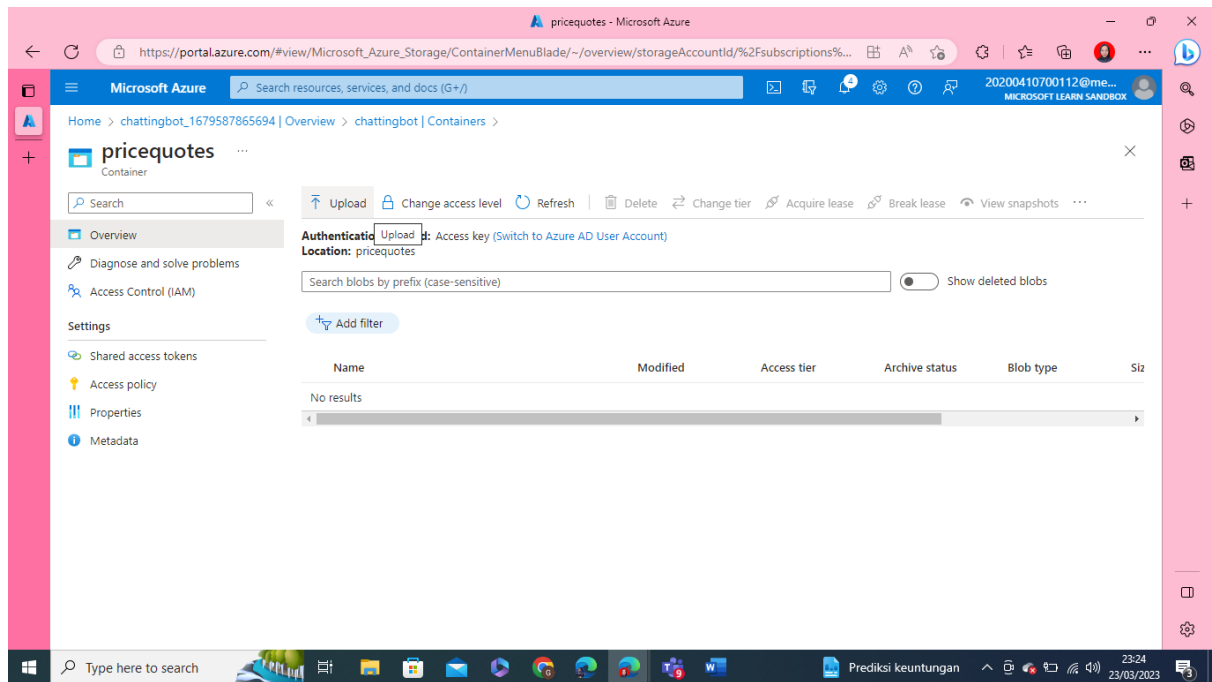 pricequotes - Microsoft Azure
https://portal.azure.com/#view/Microsoft_Azure_Storage/ContainerMenuBlade/~/overview/storageAccountId/%2Fsubscriptions%...
Microsoft Azure
Search resources, services, and docs (G+/)
4
20200410700112@me...
MICROSOFT LEARN SANDBOX
Home > chattingbot_1679587865694 | Overview > chattingbot | Containers >
pricequotes ...
Container
Search
«
Upload
Change access level
Refresh
Delete
Change tier
Acquire lease
Break lease
View snapshots
...
Overview
Diagnose and solve problems
Access Control (IAM)
Settings
Shared access tokens
Access policy
Properties
Metadata
Upload
Access key (Switch to Azure AD User Account)
Location: pricequotes
Search blobs by prefix (case-sensitive)
Show deleted blobs
Add filter
Name Modified Access tier Archive status Blob type Siz
No results
Type here to search
9
1
Prediksi keuntungan
23:24
23/03/2023
3